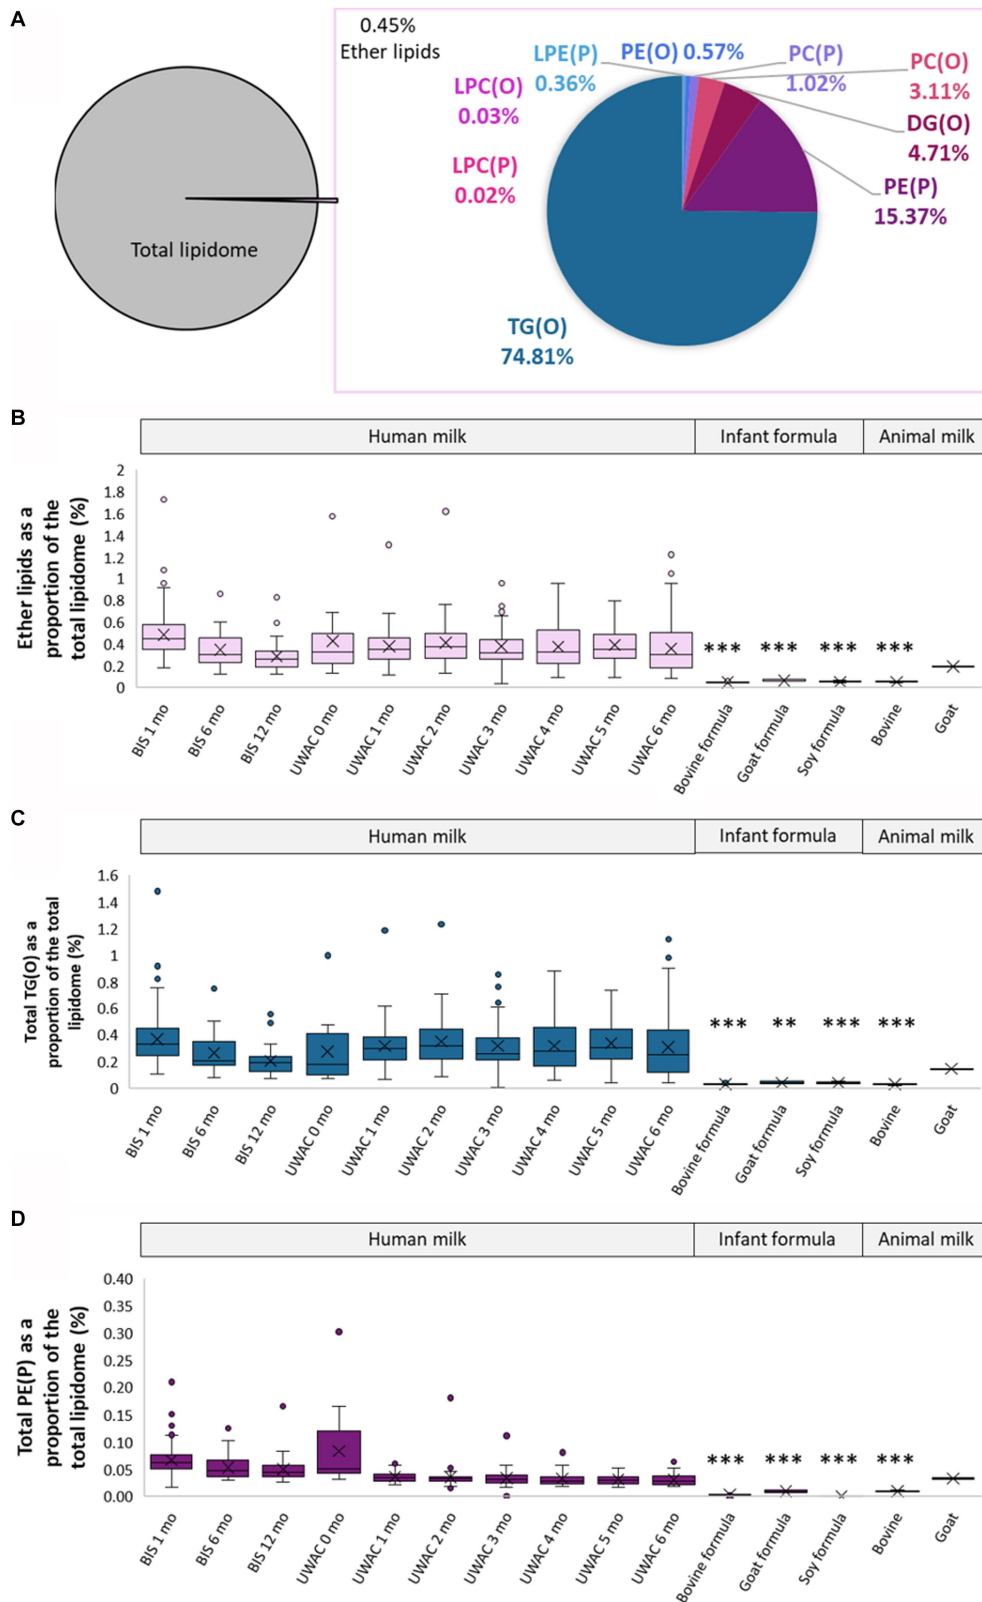 A
0.45%
Ether lipids
LPC(O)
0.03%
LPE(P)
0.36%
PE(O) 0.57%
PC(P)
1.02%
PC(O)
3.11%
DG(O)
4.71%
PE(P)
15.37%
LPC(P)
0.02%
TG(O)
74.81%
Total lipidome
B
Human milk
Infant formula
Animal milk
Ether lipids as a
proportion of the
total lipidome (%)
2
1.8
1.6
1.4
1.2
1
0.8
0.6
0.4
0.2
0
*** *** *** ***
BIS 1 mo
BIS 6 mo
BIS 12 mo
UWAC 0 mo
UWAC 1 mo
UWAC 2 mo
UWAC 3 mo
UWAC 4 mo
UWAC 5 mo
UWAC 6 mo
Bovine formula
Goat formula
Soy formula
Bovine
Goat
C
Human milk
Infant formula
Animal milk
Total TG(O) as a
proportion of the total
lipidome (%)
1.6
1.4
1.2
1
0.8
0.6
0.4
0.2
0
*** ** *** ***
BIS 1 mo
BIS 6 mo
BIS 12 mo
UWAC 0 mo
UWAC 1 mo
UWAC 2 mo
UWAC 3 mo
UWAC 4 mo
UWAC 5 mo
UWAC 6 mo
Bovine formula
Goat formula
Soy formula
Bovine
Goat
D
Human milk
Infant formula
Animal milk
Total PE(P) as a
proportion of the
total lipidome (%)
0.40
0.35
0.30
0.25
0.20
0.15
0.10
0.05
0.00
*** *** *** ***
BIS 1 mo
BIS 6 mo
BIS 12 mo
UWAC 0 mo
UWAC 1 mo
UWAC 2 mo
UWAC 3 mo
UWAC 4 mo
UWAC 5 mo
UWAC 6 mo
Bovine formula
Goat formula
Soy formula
Bovine
Goat